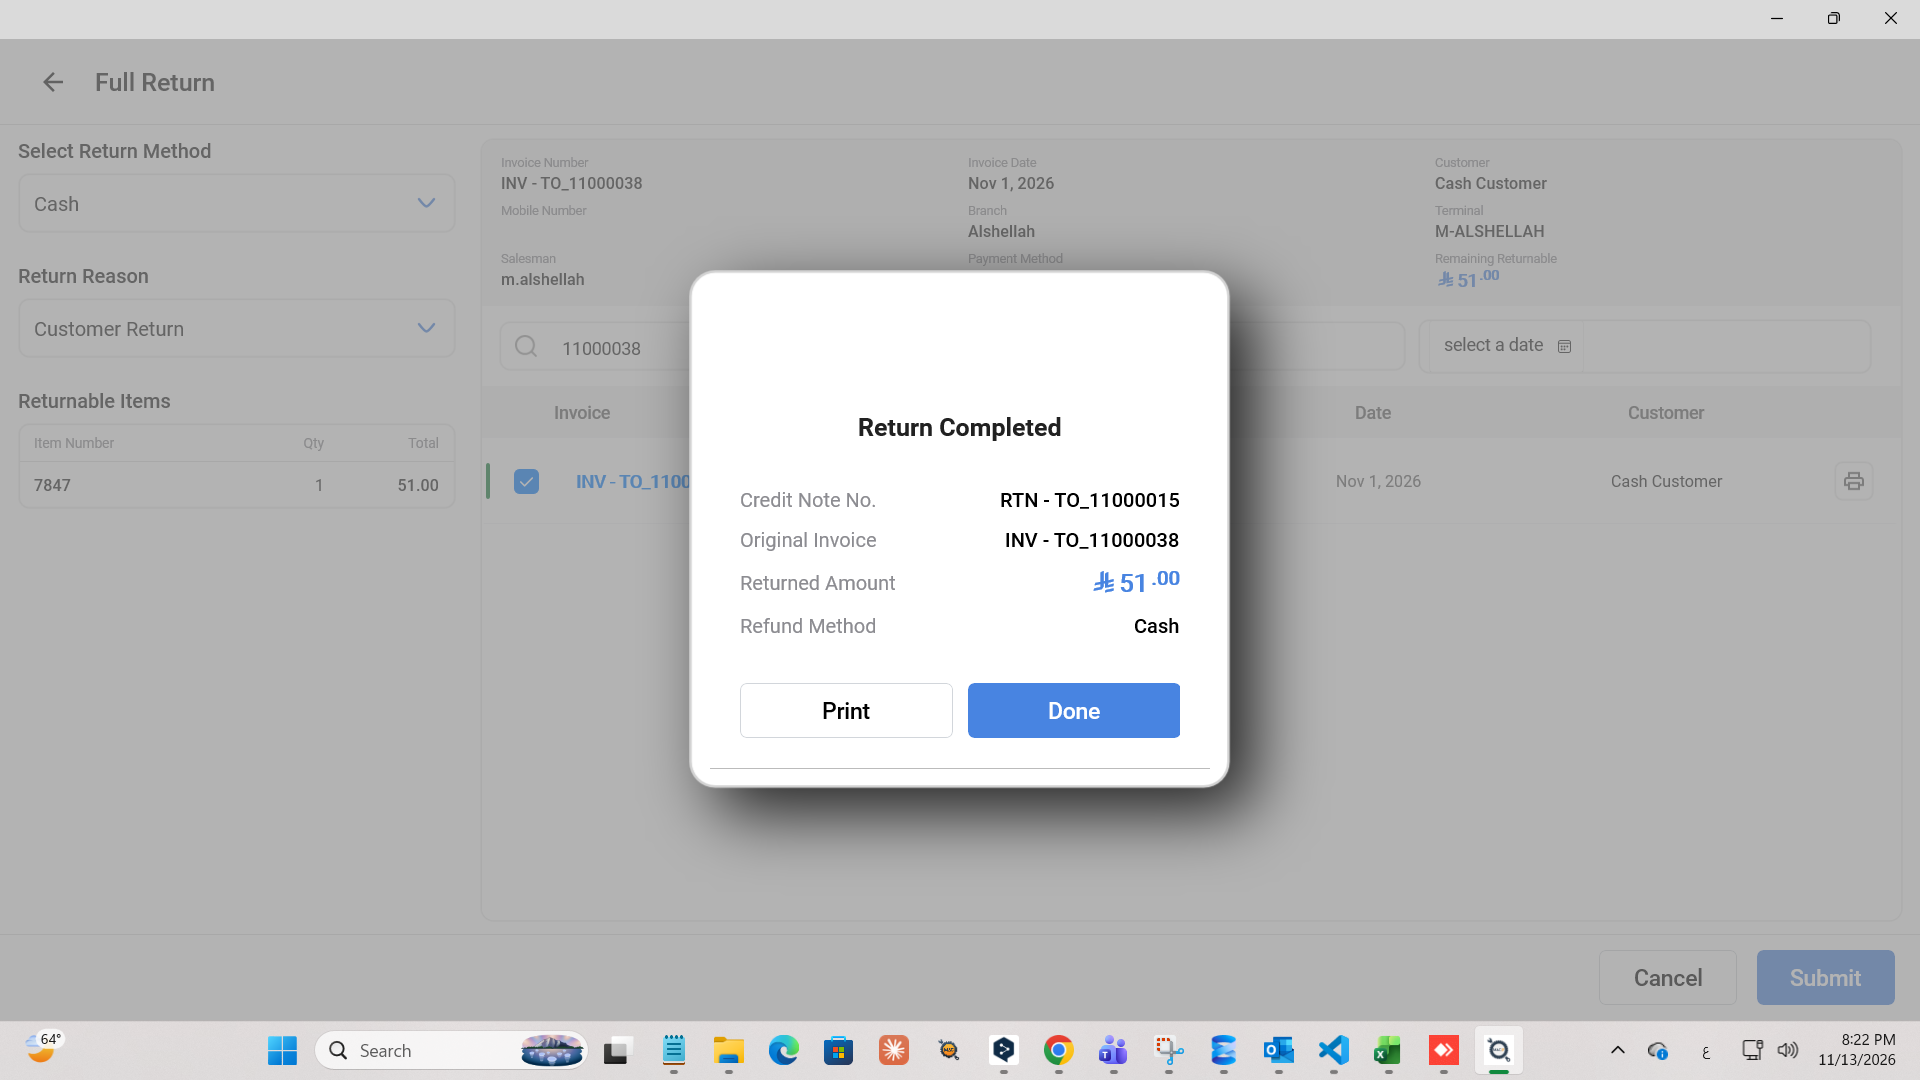 Full Return
Select Return Method
Cash
Return Reason
Customer Return
Returnable Items
Item Number Qty Total
7847 1 51.00
Invoice Number Invoice Date Customer
INV - TO_11000038 Nov 1, 2026 Cash Customer
Mobile Number Branch Terminal
Alshellah M-ALSHELLAH
Salesman Payment Method Remaining Returnable
m.alshellah 51.00
11000038 select a date
Invoice Date Customer
INV - TO_1100 Nov 1, 2026 Cash Customer
Return Completed
Credit Note No. RTN - TO_11000015
Original Invoice INV - TO_11000038
Returned Amount 51.00
Refund Method Cash
Print Done
Cancel Submit
64°
Search
ع
8:22 PM
11/13/2026